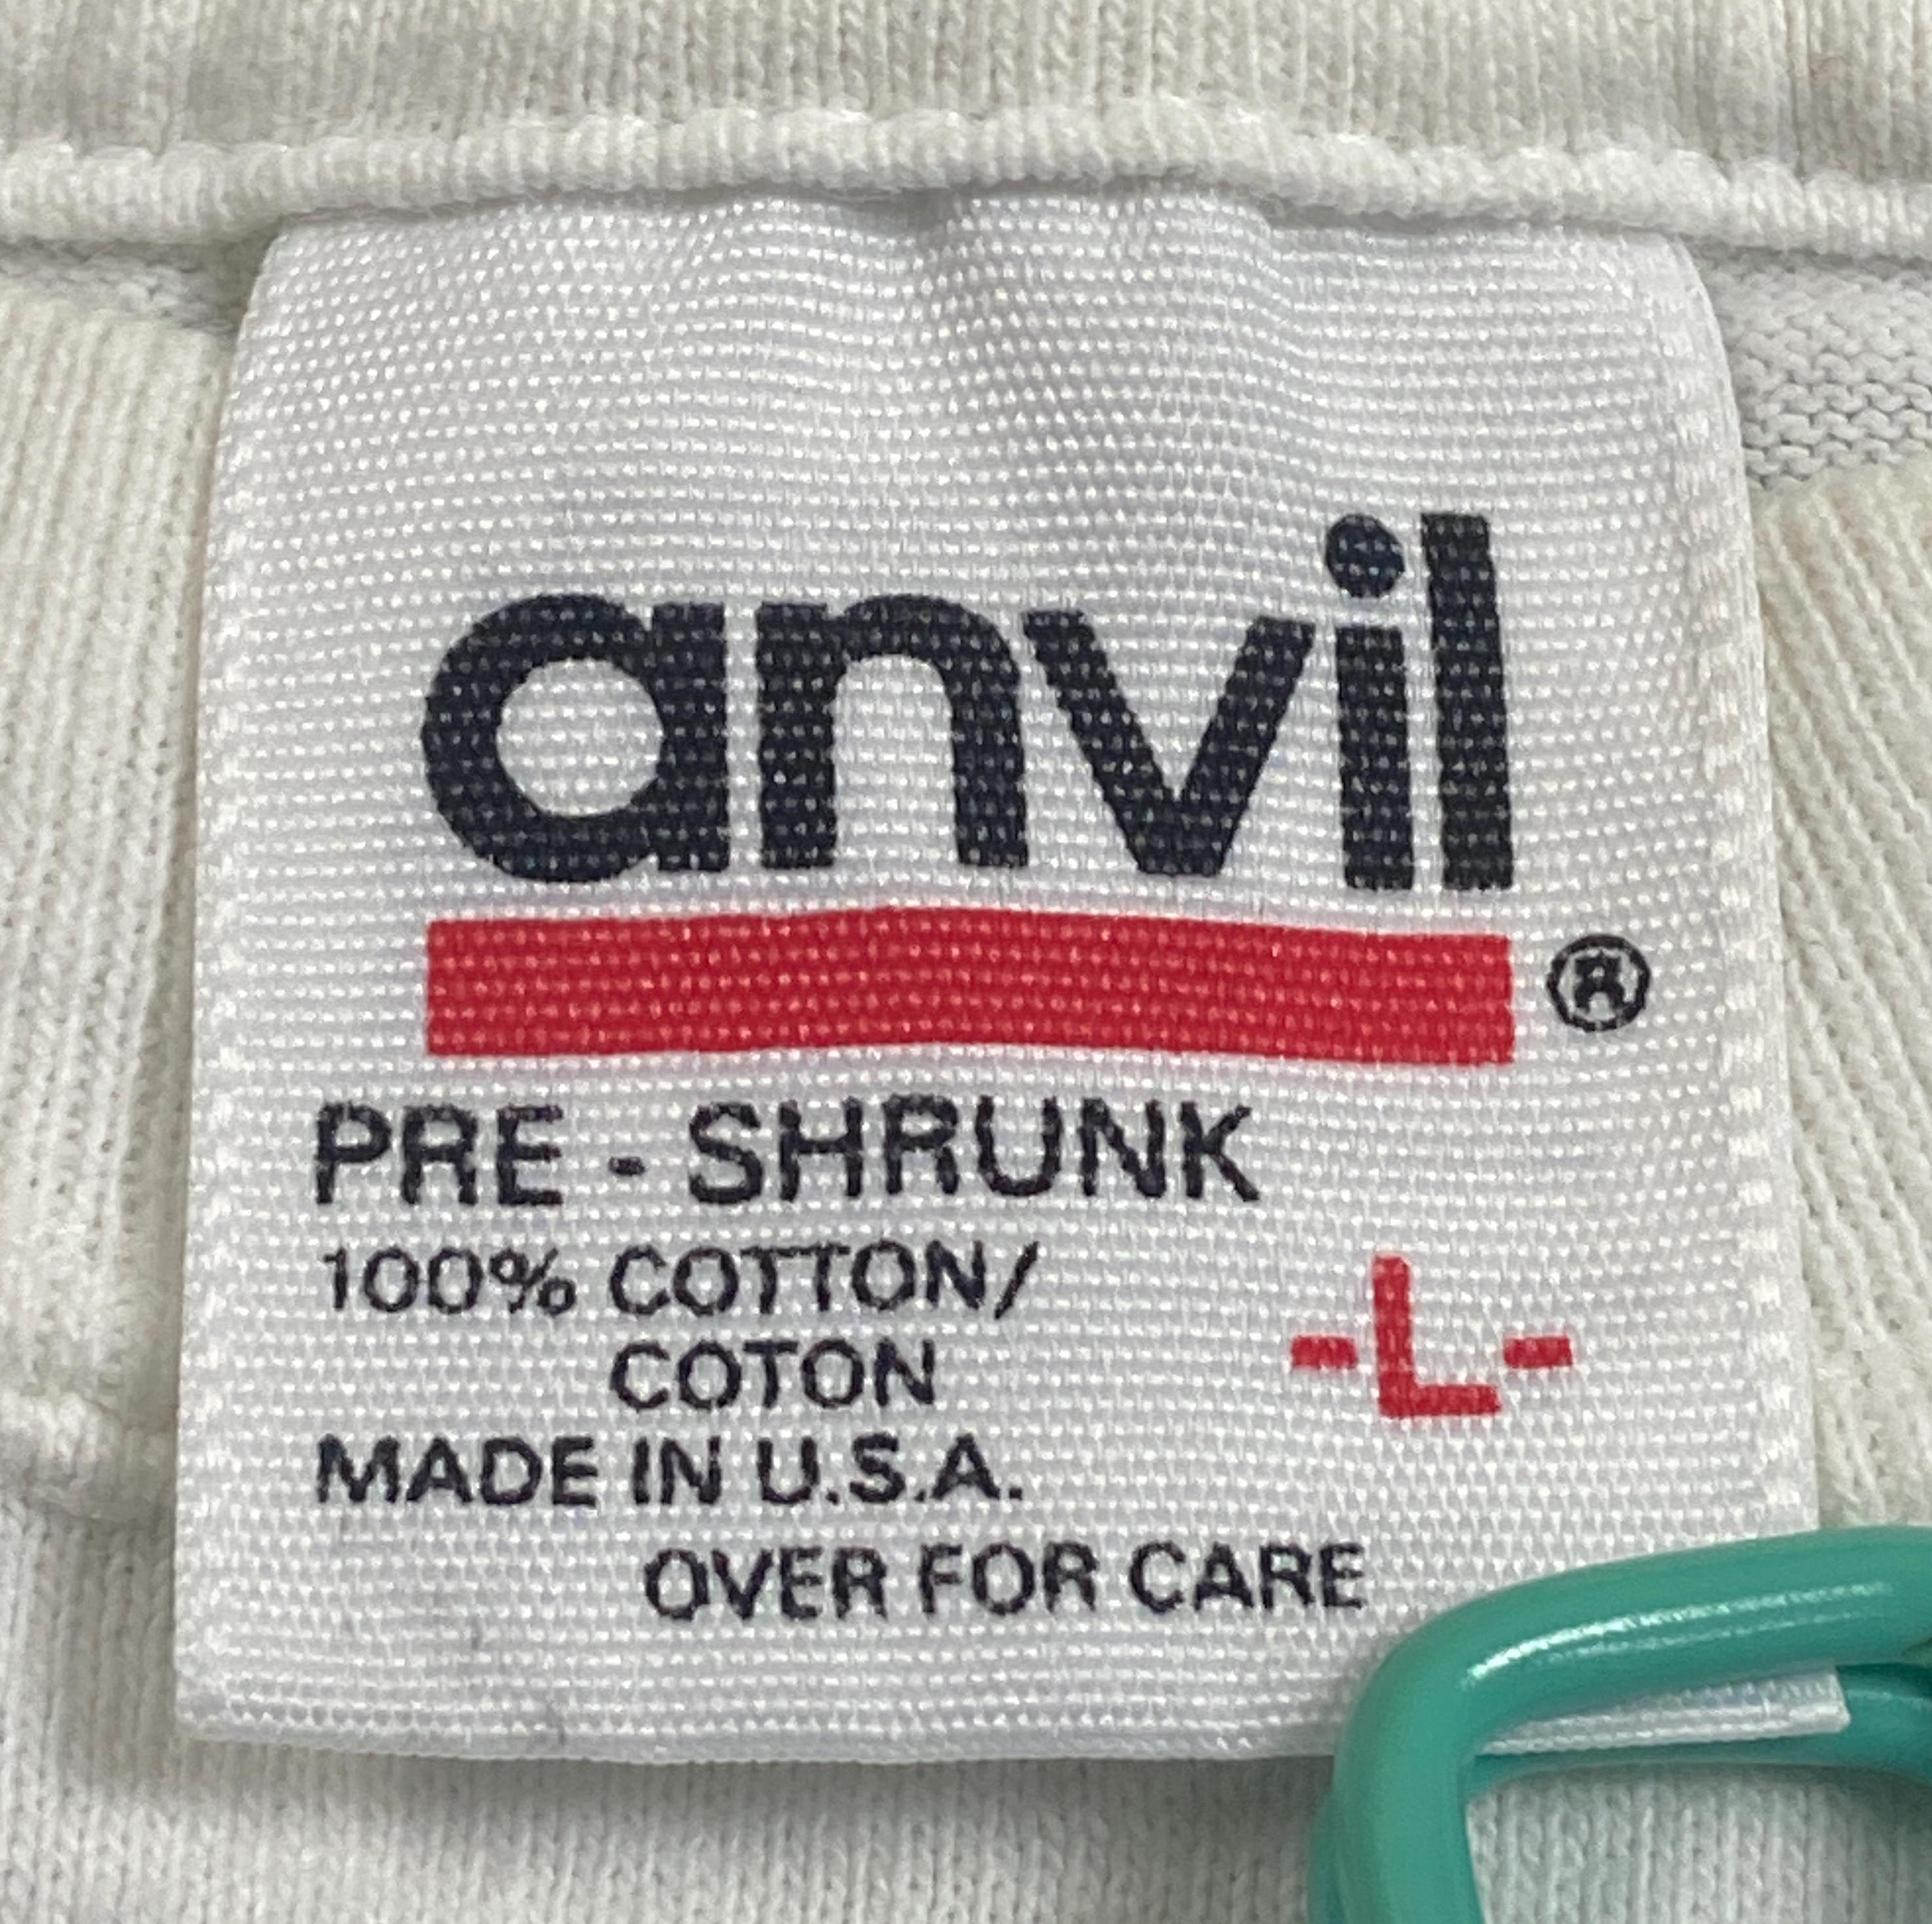 anvil
®
PRE - SHRUNK
100% COTTON/
COTON
-L-
MADE IN U.S.A.
OVER FOR CARE